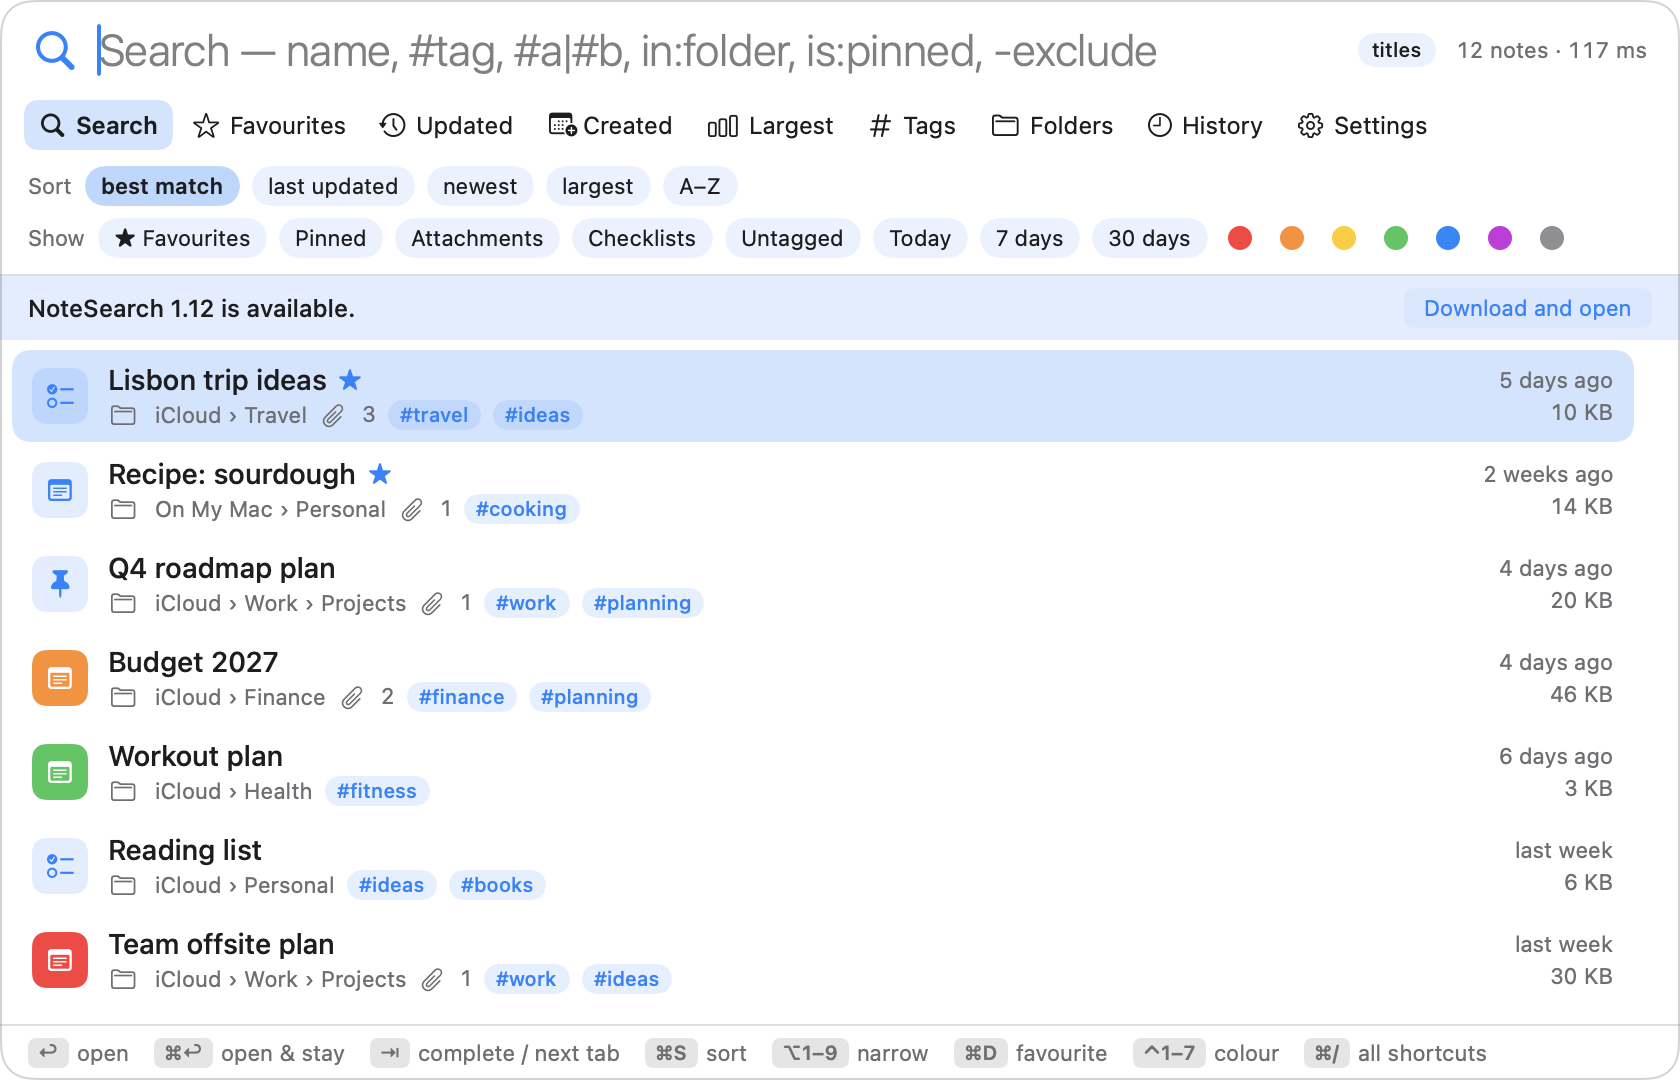 Search — name, #tag, #a|#b, in:folder, is:pinned, -exclude titles 12 notes · 117 ms
Search Favourites Updated Created Largest # Tags Folders History Settings
Sort best match last updated newest largest A–Z
Show ★ Favourites Pinned Attachments Checklists Untagged Today 7 days 30 days
NoteSearch 1.12 is available. Download and open
Lisbon trip ideas ★ 5 days ago
iCloud › Travel 3 #travel #ideas 10 KB
Recipe: sourdough ★ 2 weeks ago
On My Mac › Personal 1 #cooking 14 KB
Q4 roadmap plan 4 days ago
iCloud › Work › Projects 1 #work #planning 20 KB
Budget 2027 4 days ago
iCloud › Finance 2 #finance #planning 46 KB
Workout plan 6 days ago
iCloud › Health #fitness 3 KB
Reading list last week
iCloud › Personal #ideas #books 6 KB
Team offsite plan last week
iCloud › Work › Projects 1 #work #ideas 30 KB
↩ open ⌘↩ open & stay ⇥ complete / next tab ⌘S sort ⌥1–9 narrow ⌘D favourite ^1–7 colour ⌘/ all shortcuts